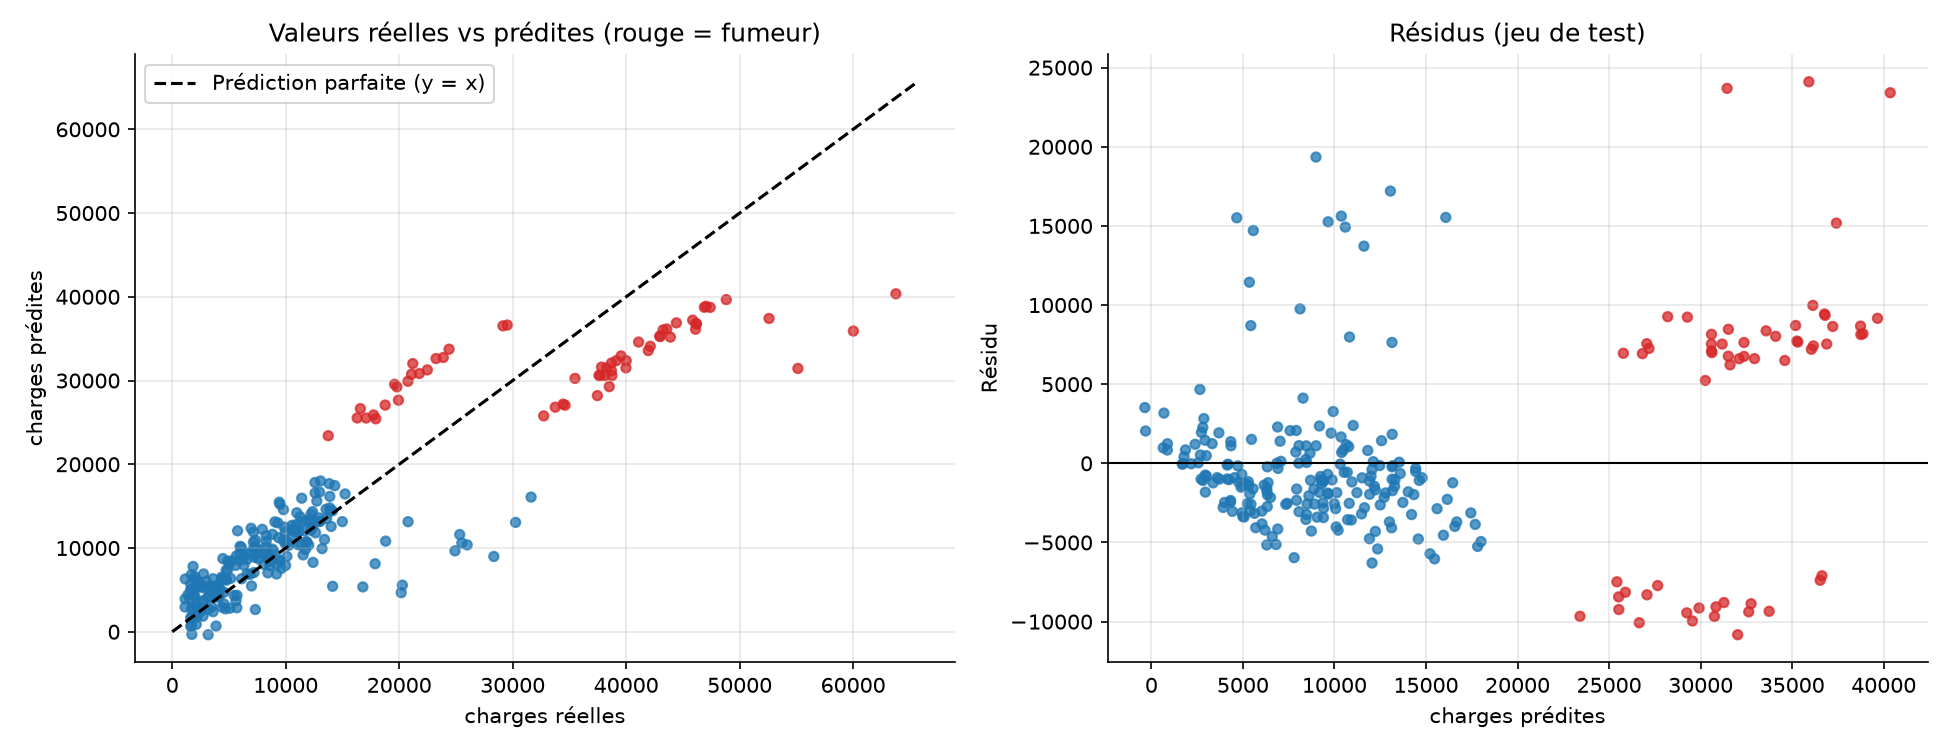 Valeurs réelles vs prédites (rouge = fumeur)
Prédiction parfaite (y = x)
charges prédites
60000
50000
40000
30000
20000
10000
0
0 10000 20000 30000 40000 50000 60000
charges réelles
Résidus (jeu de test)
Résidu
25000
20000
15000
10000
5000
0
−5000
−10000
0 5000 10000 15000 20000 25000 30000 35000 40000
charges prédites